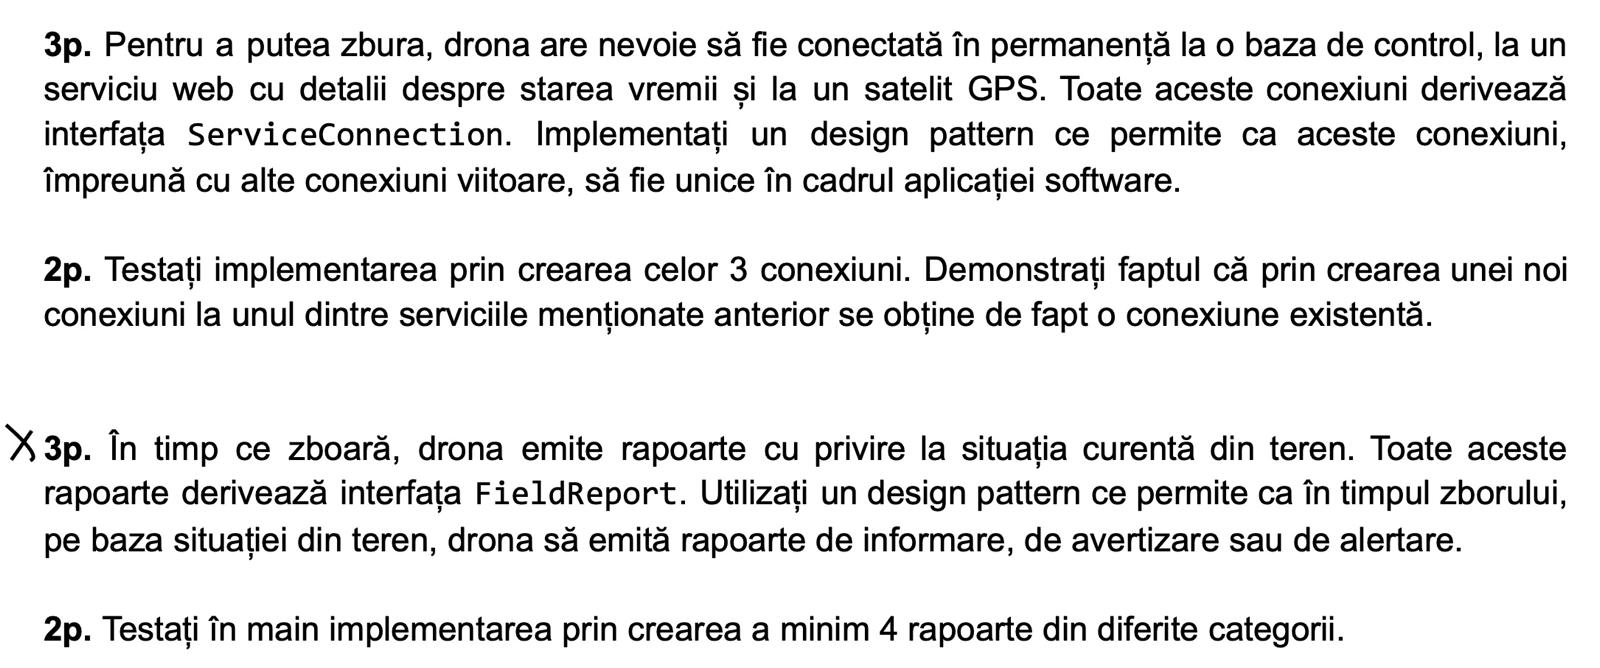 3p. Pentru a putea zbura, drona are nevoie să fie conectată în permanență la o baza de control, la un
serviciu web cu detalii despre starea vremii și la un satelit GPS. Toate aceste conexiuni derivează
interfața ServiceConnection. Implementați un design pattern ce permite ca aceste conexiuni,
împreună cu alte conexiuni viitoare, să fie unice în cadrul aplicației software.
2p. Testați implementarea prin crearea celor 3 conexiuni. Demonstrați faptul că prin crearea unei noi
conexiuni la unul dintre serviciile menționate anterior se obține de fapt o conexiune existentă.
X 3p. În timp ce zboară, drona emite rapoarte cu privire la situația curentă din teren. Toate aceste
rapoarte derivează interfața FieldReport. Utilizați un design pattern ce permite ca în timpul zborului,
pe baza situației din teren, drona să emită rapoarte de informare, de avertizare sau de alertare.
2p. Testați în main implementarea prin crearea a minim 4 rapoarte din diferite categorii.